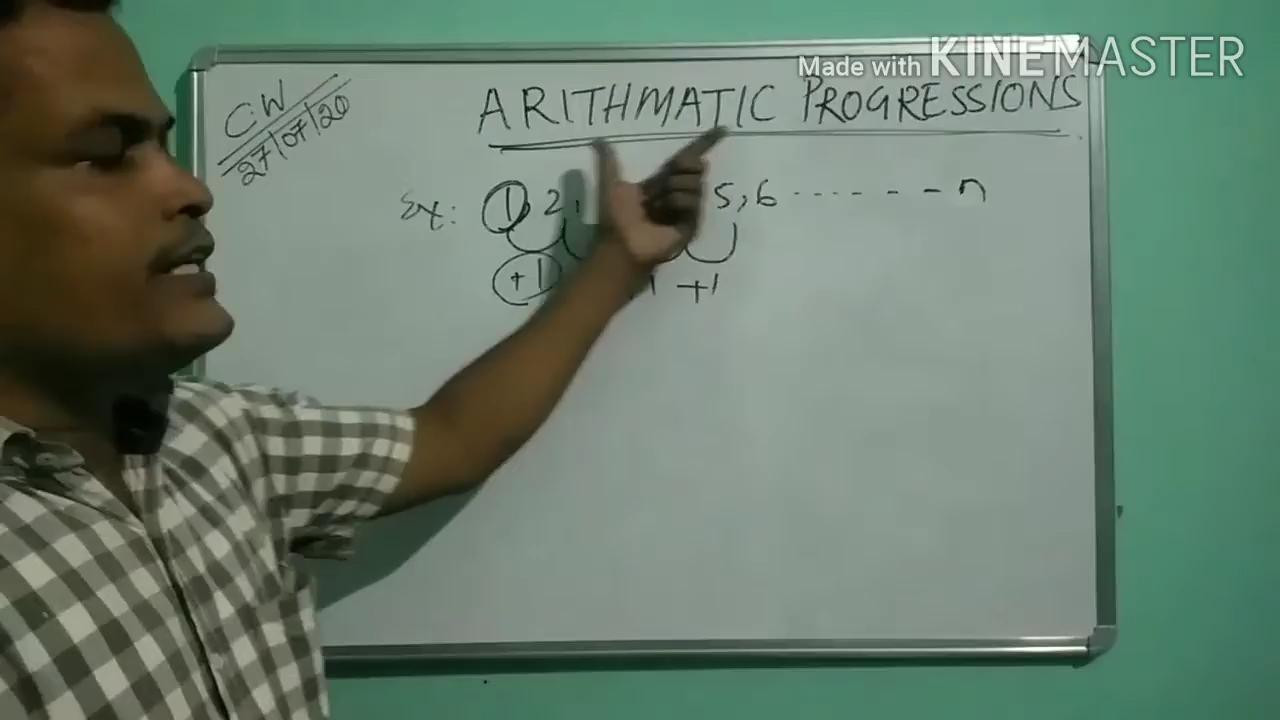 Made with KINEMASTER
CW
27/07/20
ARITHMATIC PROGRESSIONS
Ex: 1, 2, 5, 6 ------- n
+1 +1